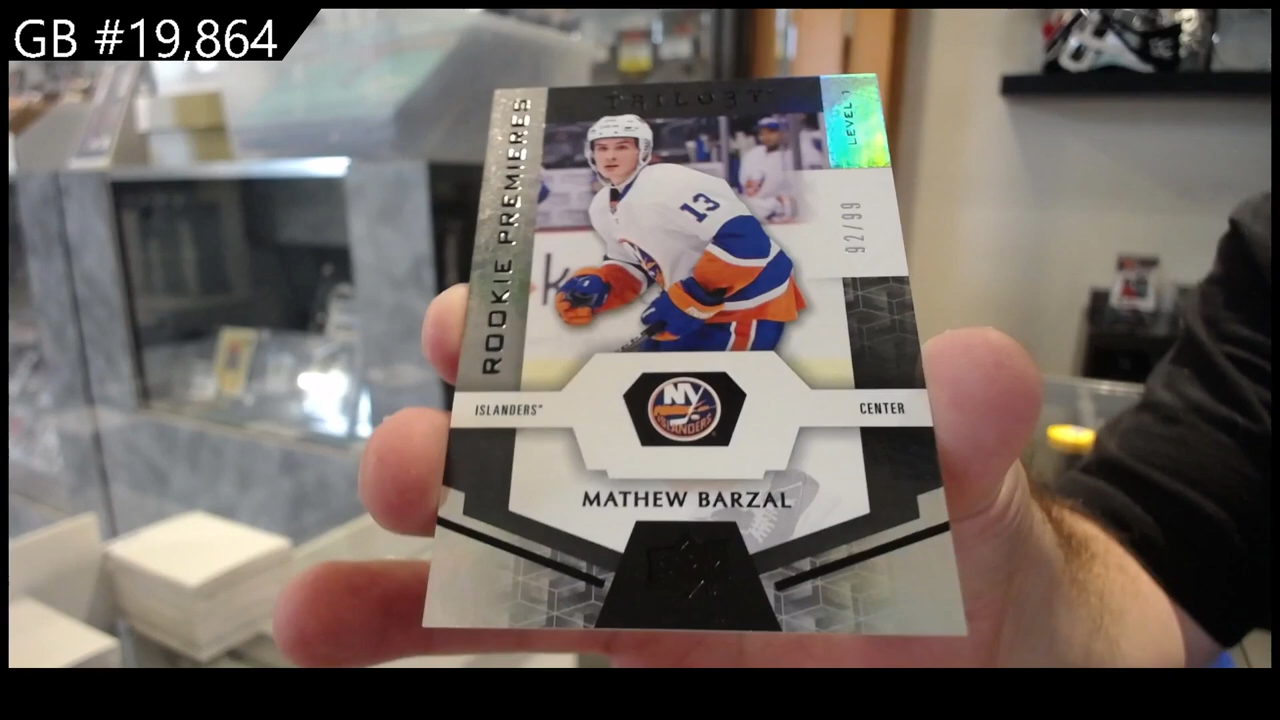 GB #19,864
TRILOGY
ROOKIE PREMIERES
LEVEL 1
13
92/99
ISLANDERS
NY
ISLANDERS
CENTER
MATHEW BARZAL